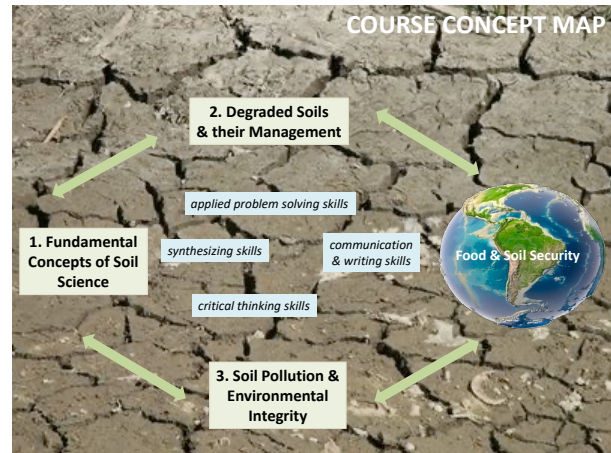 COURSE CONCEPT MAP
2. Degraded Soils
& their Management
applied problem solving skills
1. Fundamental
Concepts of Soil
Science
synthesizing skills
communication
& writing skills
Food & Soil Security
critical thinking skills
3. Soil Pollution &
Environmental
Integrity